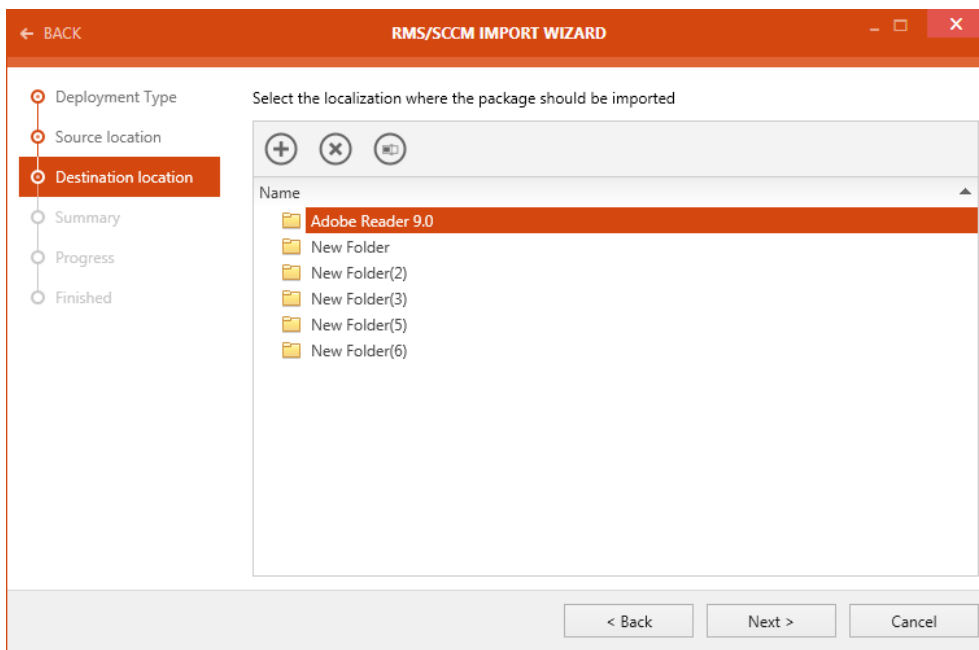 BACK
RMS/SCCM IMPORT WIZARD
Deployment Type
Source location
Destination location
Summary
Progress
Finished
Select the localization where the package should be imported
Name
Adobe Reader 9.0
New Folder
New Folder(2)
New Folder(3)
New Folder(5)
New Folder(6)
< Back
Next >
Cancel